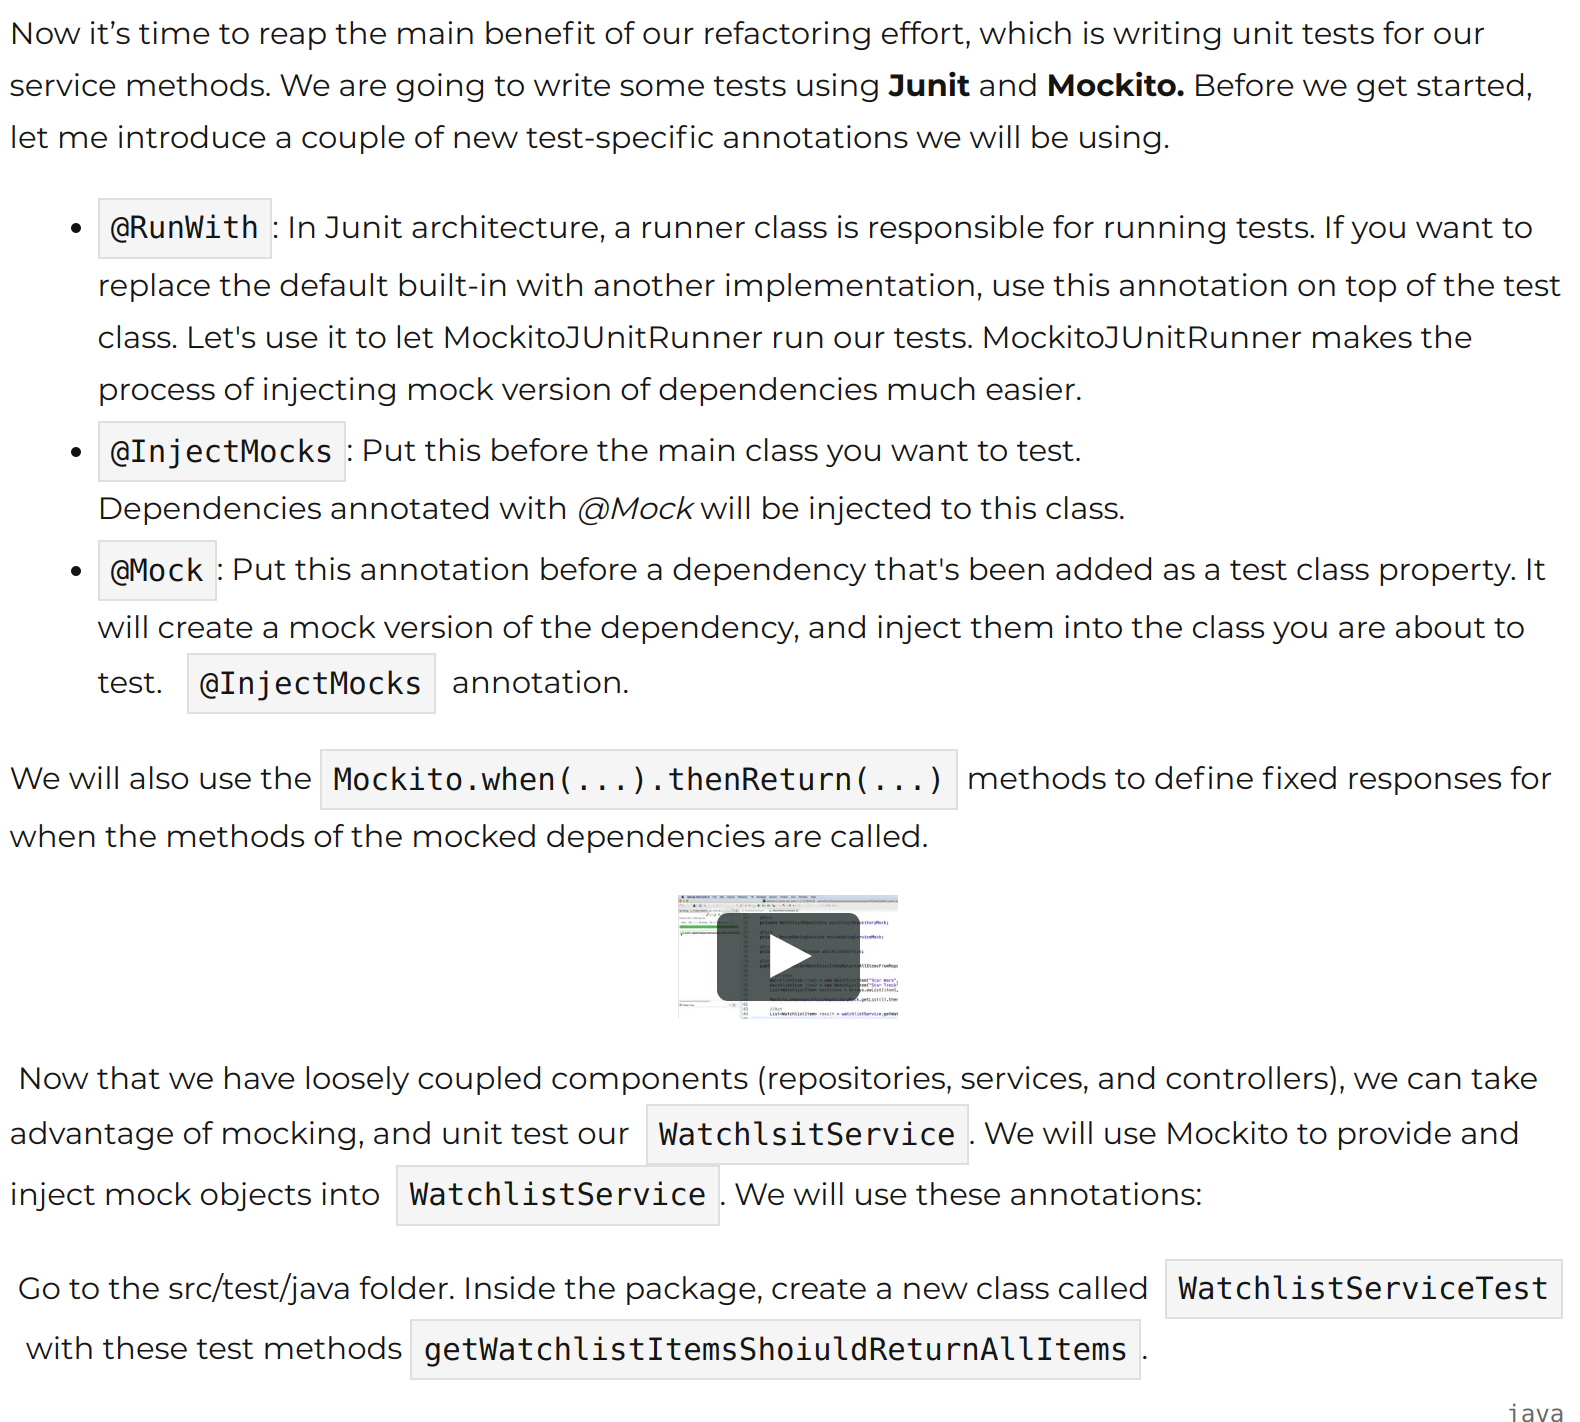 Now it’s time to reap the main benefit of our refactoring effort, which is writing unit tests for our
service methods. We are going to write some tests using Junit and Mockito. Before we get started,
let me introduce a couple of new test-specific annotations we will be using.
• @RunWith : In Junit architecture, a runner class is responsible for running tests. If you want to
replace the default built-in with another implementation, use this annotation on top of the test
class. Let's use it to let MockitoJUnitRunner run our tests. MockitoJUnitRunner makes the
process of injecting mock version of dependencies much easier.
• @InjectMocks : Put this before the main class you want to test.
Dependencies annotated with @Mock will be injected to this class.
• @Mock : Put this annotation before a dependency that's been added as a test class property. It
will create a mock version of the dependency, and inject them into the class you are about to
test. @InjectMocks annotation.
We will also use the Mockito.when(...).thenReturn(...) methods to define fixed responses for
when the methods of the mocked dependencies are called.
Now that we have loosely coupled components (repositories, services, and controllers), we can take
advantage of mocking, and unit test our WatchlsitService . We will use Mockito to provide and
inject mock objects into WatchlistService . We will use these annotations:
Go to the src/test/java folder. Inside the package, create a new class called WatchlistServiceTest
with these test methods getWatchlistItemsShoiuldReturnAllItems .
java